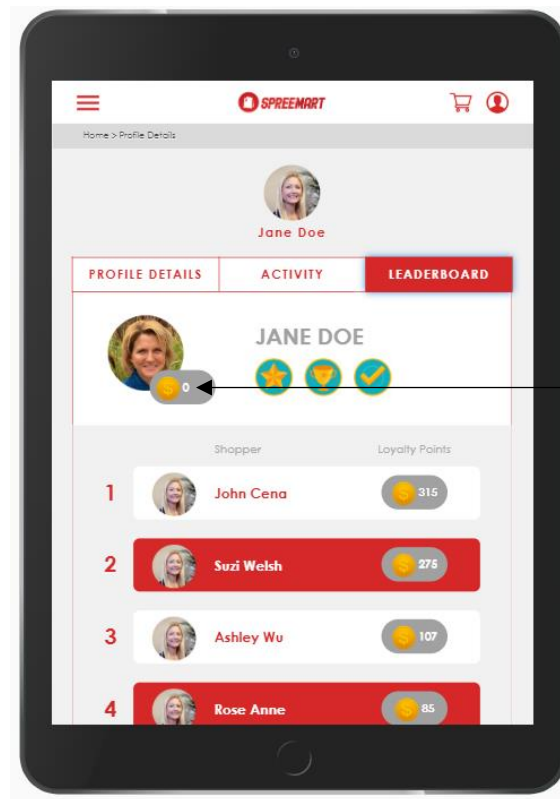 SPREEMART
Home > Profile Details
Jane Doe
PROFILE DETAILS ACTIVITY LEADERBOARD
JANE DOE
0
Shopper Loyalty Points
1 John Cena 315
2 Suzi Welsh 275
3 Ashley Wu 107
4 Rose Anne 85